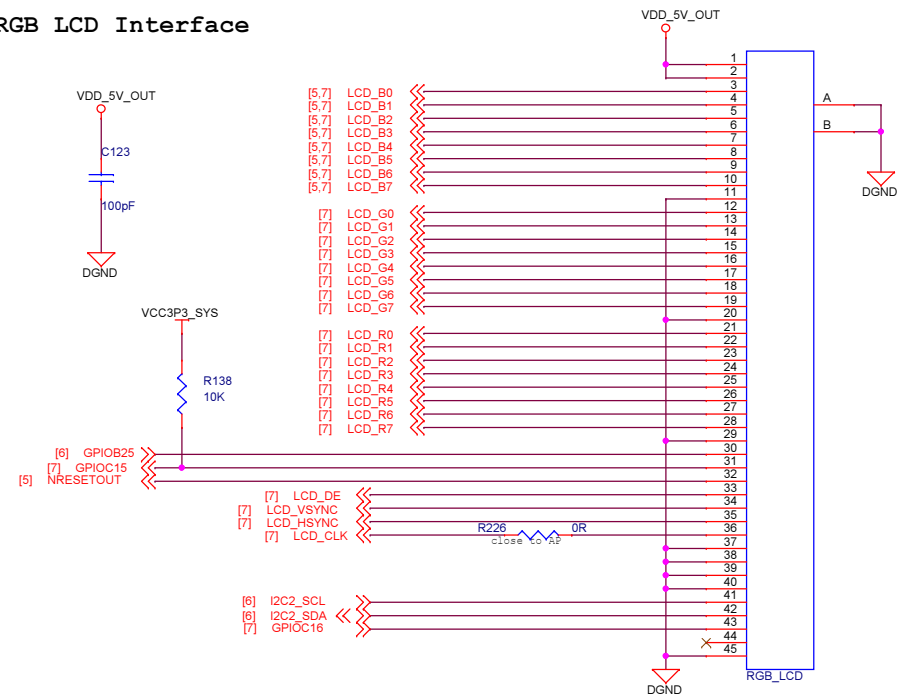 RGB LCD Interface
VDD_5V_OUT
VDD_5V_OUT
C123
100pF
DGND
VCC3P3_SYS
R138
10K
[5,7] LCD_B0
[5,7] LCD_B1
[5,7] LCD_B2
[5,7] LCD_B3
[5,7] LCD_B4
[5,7] LCD_B5
[5,7] LCD_B6
[5,7] LCD_B7
[7] LCD_G0
[7] LCD_G1
[7] LCD_G2
[7] LCD_G3
[7] LCD_G4
[7] LCD_G5
[7] LCD_G6
[7] LCD_G7
[7] LCD_R0
[7] LCD_R1
[7] LCD_R2
[7] LCD_R3
[7] LCD_R4
[7] LCD_R5
[7] LCD_R6
[7] LCD_R7
[6] GPIOB25
[7] GPIOC15
[5] NRESETOUT
[7] LCD_DE
[7] LCD_VSYNC
[7] LCD_HSYNC
[7] LCD_CLK
R226 0R
close to AP
[6] I2C2_SCL
[6] I2C2_SDA
[7] GPIOC16
1
2
3
4
5
6
7
8
9
10
11
12
13
14
15
16
17
18
19
20
21
22
23
24
25
26
27
28
29
30
31
32
33
34
35
36
37
38
39
40
41
42
43
44
45
A
B
DGND
RGB_LCD
DGND